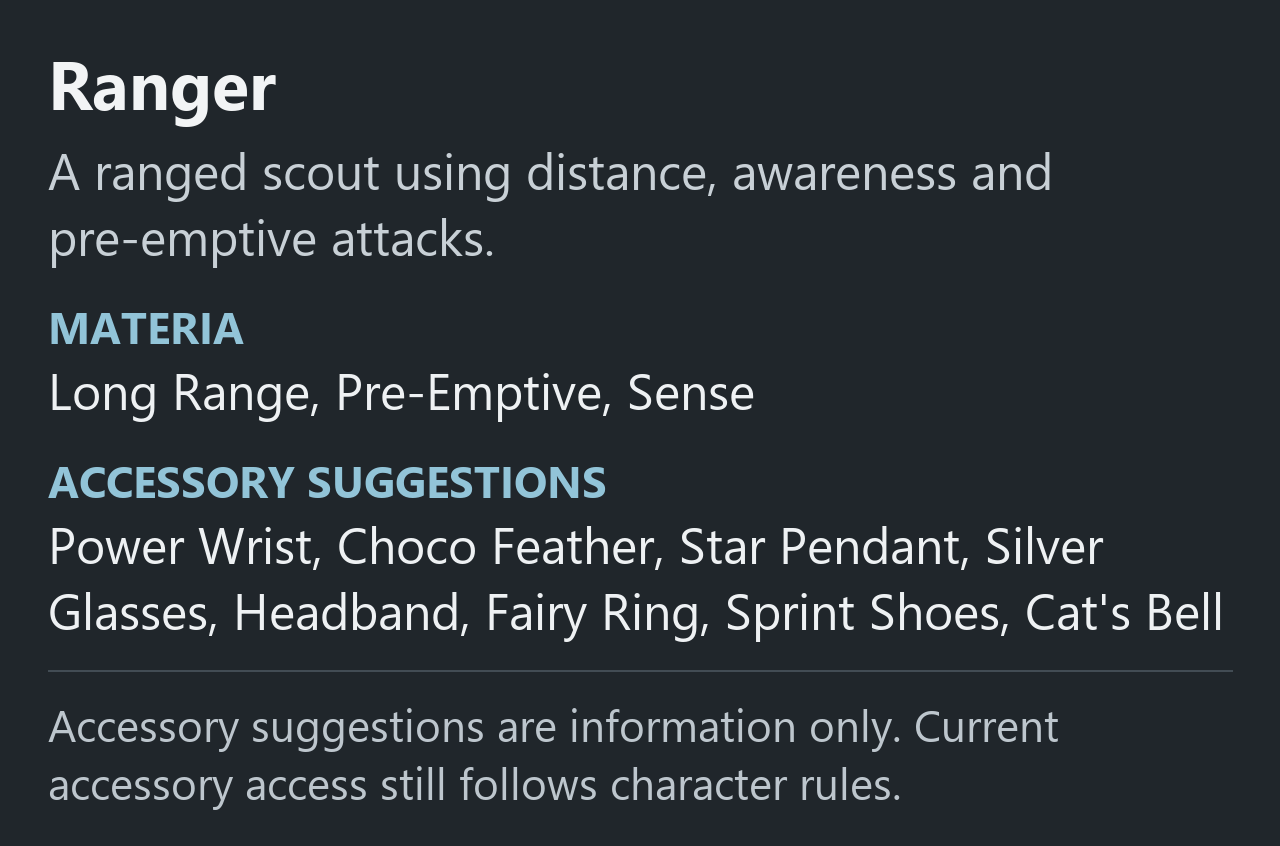 Ranger
A ranged scout using distance, awareness and
pre-emptive attacks.
MATERIA
Long Range, Pre-Emptive, Sense
ACCESSORY SUGGESTIONS
Power Wrist, Choco Feather, Star Pendant, Silver
Glasses, Headband, Fairy Ring, Sprint Shoes, Cat's Bell
Accessory suggestions are information only. Current
accessory access still follows character rules.